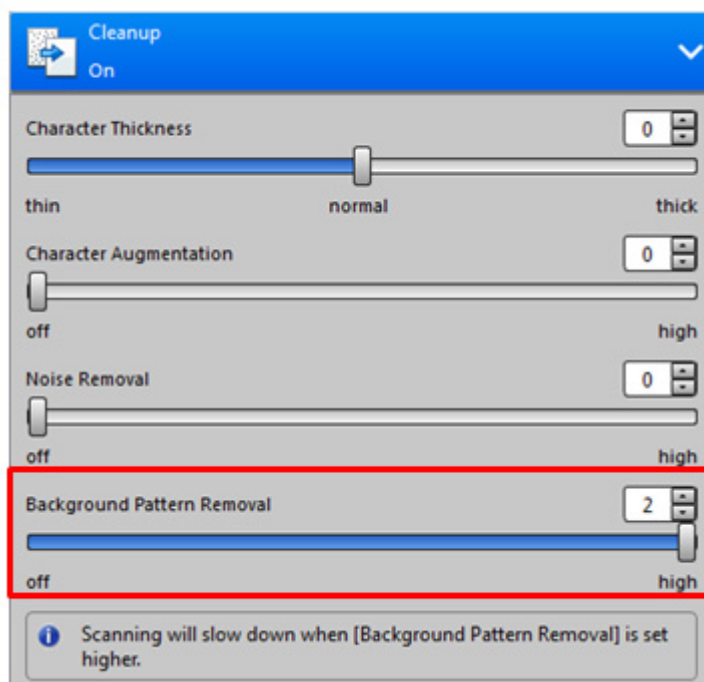 Cleanup
On
Character Thickness 0
thin normal thick
Character Augmentation 0
off high
Noise Removal 0
off high
Background Pattern Removal 2
off high
Scanning will slow down when [Background Pattern Removal] is set
higher.